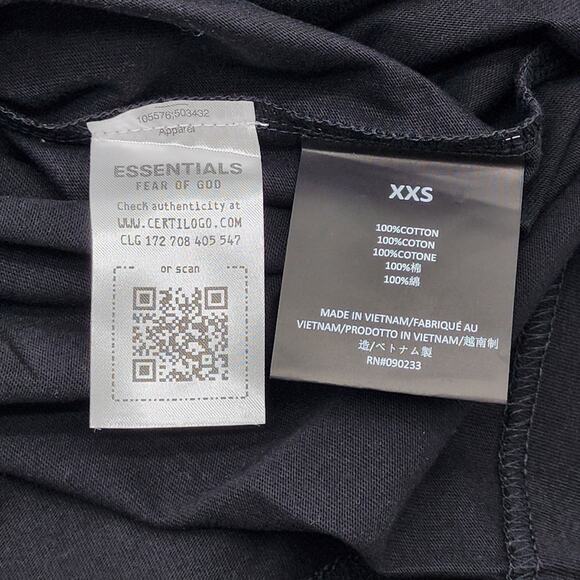 105576;503432
Apparel
ESSENTIALS
FEAR OF GOD
Check authenticity at
WWW.CERTILOGO.COM
CLG 172 708 405 547
or scan
XXS
100%COTTON
100%COTON
100%COTONE
100%棉
100%綿
MADE IN VIETNAM/FABRIQUÉ AU
VIETNAM/PRODOTTO IN VIETNAM/越南制
造/ベトナム製
RN#090233